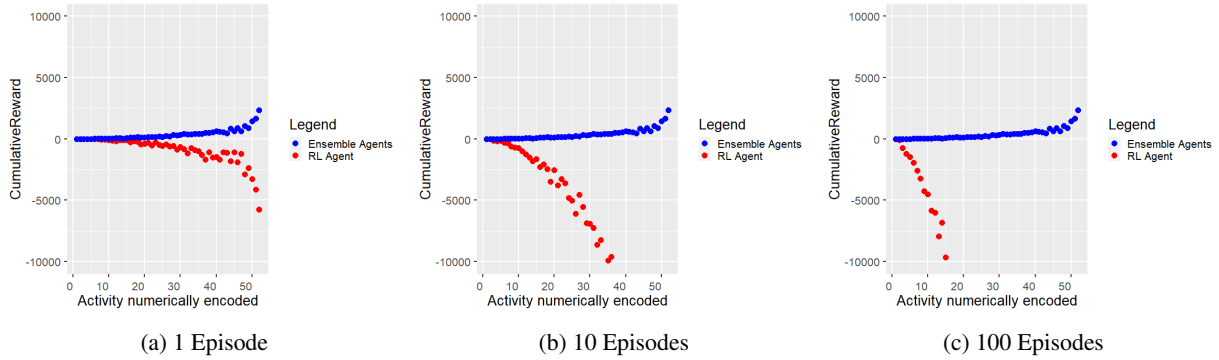 10000
5000
0
-5000
-10000
CumulativeReward
0 10 20 30 40 50
Activity numerically encoded
Legend
Ensemble Agents
RL Agent
(a) 1 Episode
10000
5000
0
-5000
-10000
CumulativeReward
0 10 20 30 40 50
Activity numerically encoded
Legend
Ensemble Agents
RL Agent
(b) 10 Episodes
10000
5000
0
-5000
-10000
CumulativeReward
0 10 20 30 40 50
Activity numerically encoded
Legend
Ensemble Agents
RL Agent
(c) 100 Episodes